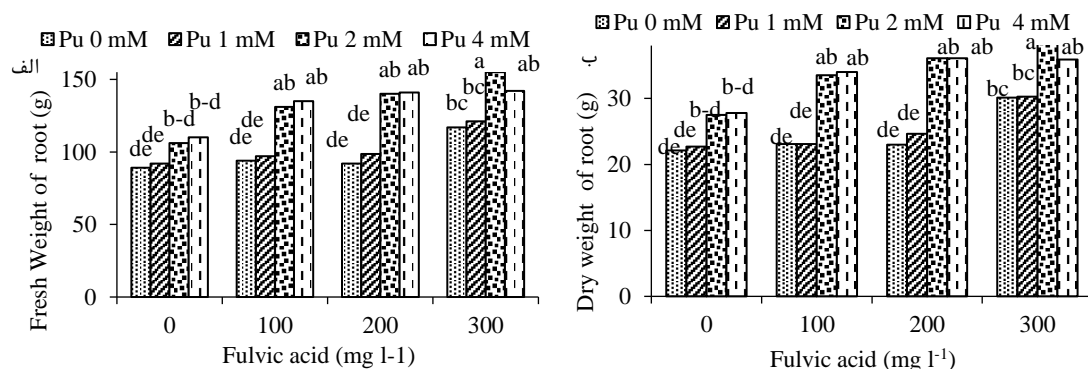 Pu 0 mM Pu 1 mM Pu 2 mM Pu 4 mM
الف
Fresh Weight of root (g)
150
100
50
0
de de b-d b-d
de de ab ab
de de ab ab
bc bc a ab
0 100 200 300
Fulvic acid (mg l-1)
Pu 0 mM Pu 1 mM Pu 2 mM Pu 4 mM
Dry weight of root (g)
30
20
10
0
de de b-d b-d
de de ab ab
de de ab ab
bc bc a ab
0 100 200 300
Fulvic acid (mg l⁻¹)